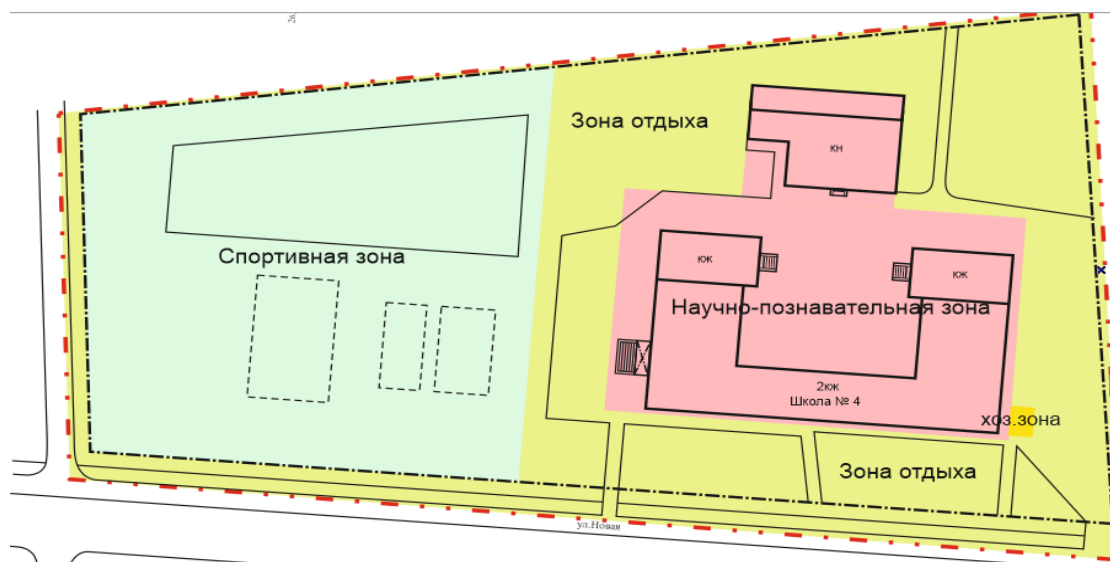 26
Зона отдыха
кн
Спортивная зона
кж
кж
Научно-познавательная зона
2кж
Школа № 4
хоз.зона
Зона отдыха
ул.Новая